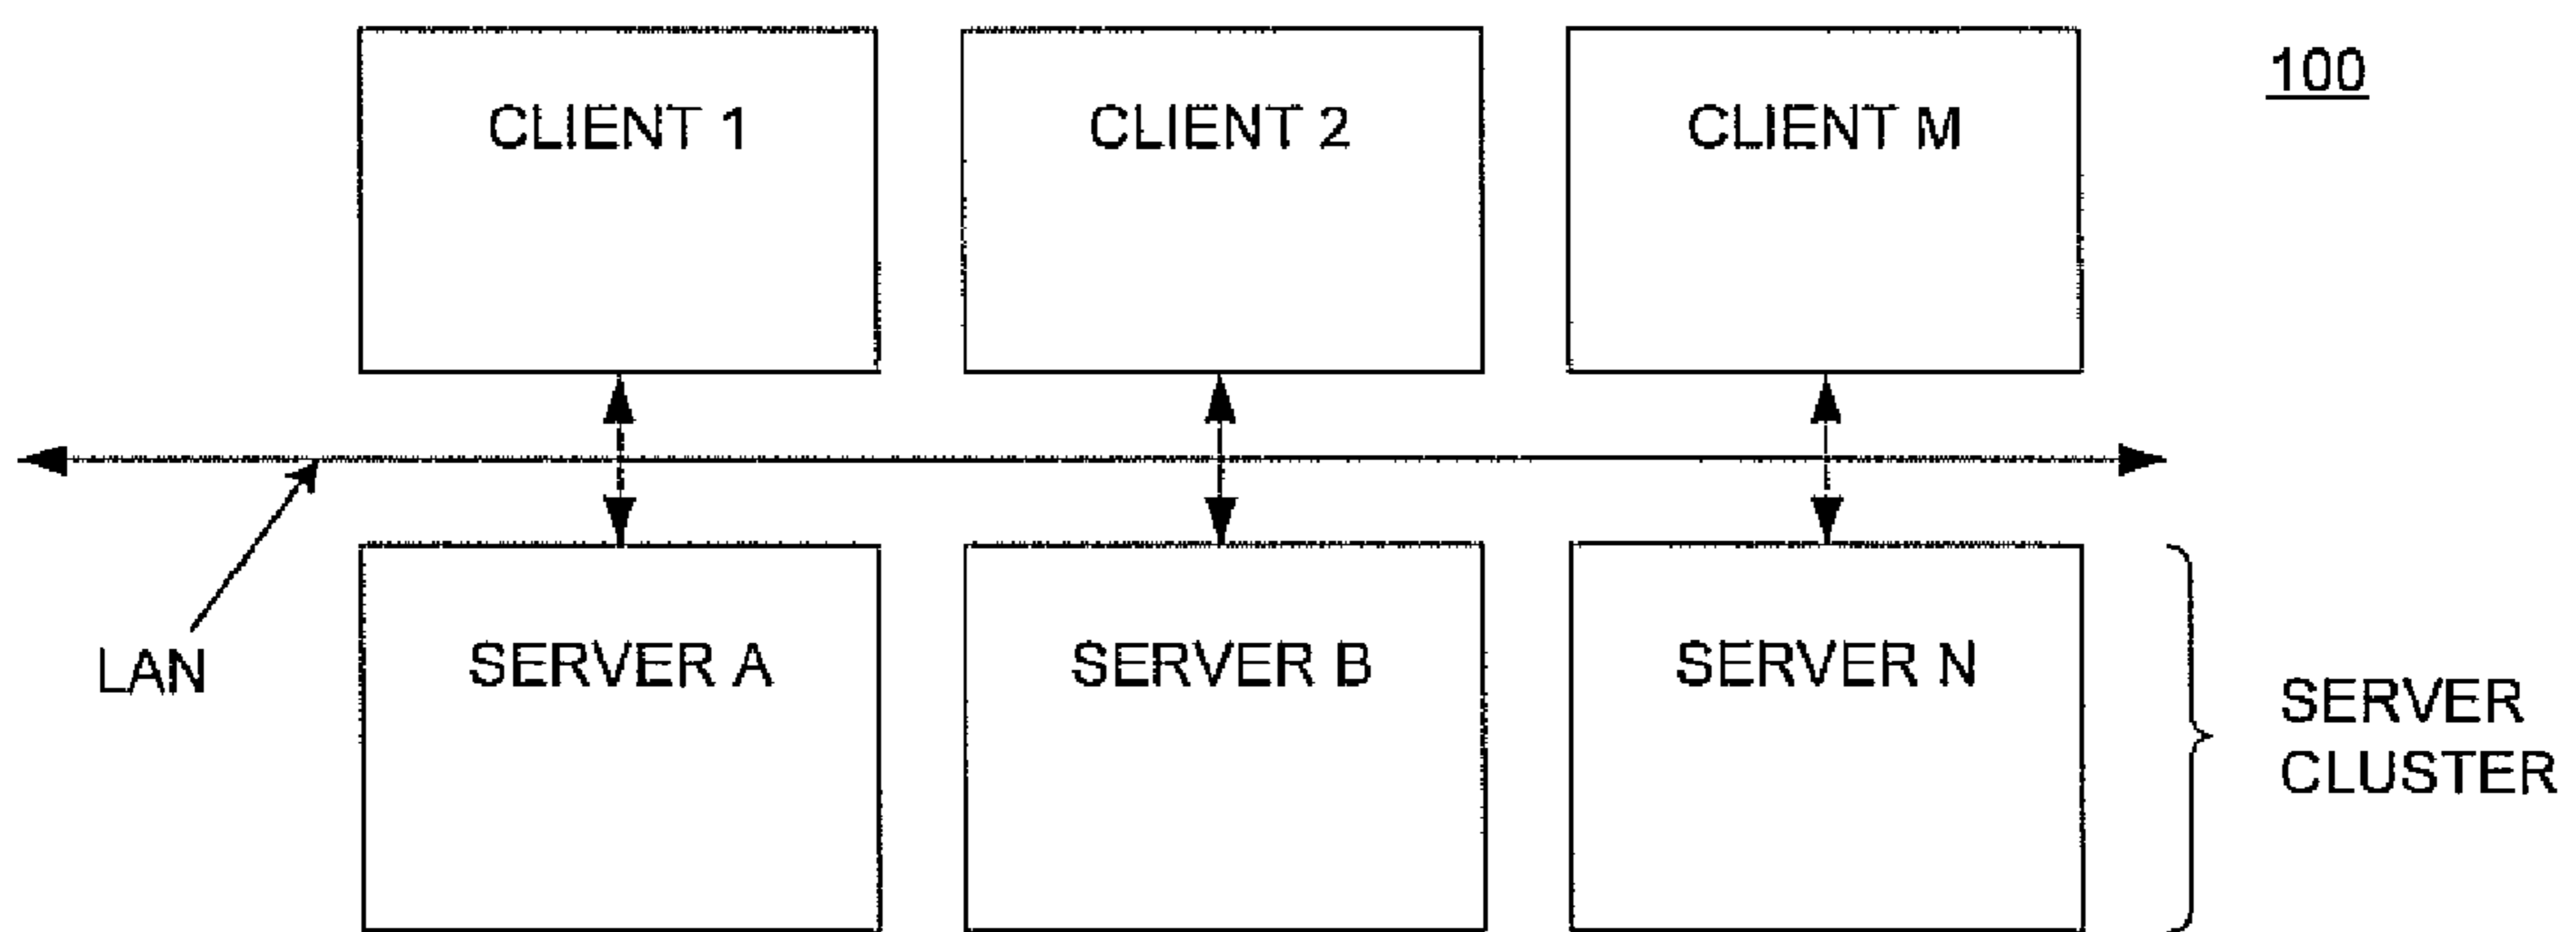 100
CLIENT 1
CLIENT 2
CLIENT M
LAN
SERVER A
SERVER B
SERVER N
SERVER
CLUSTER